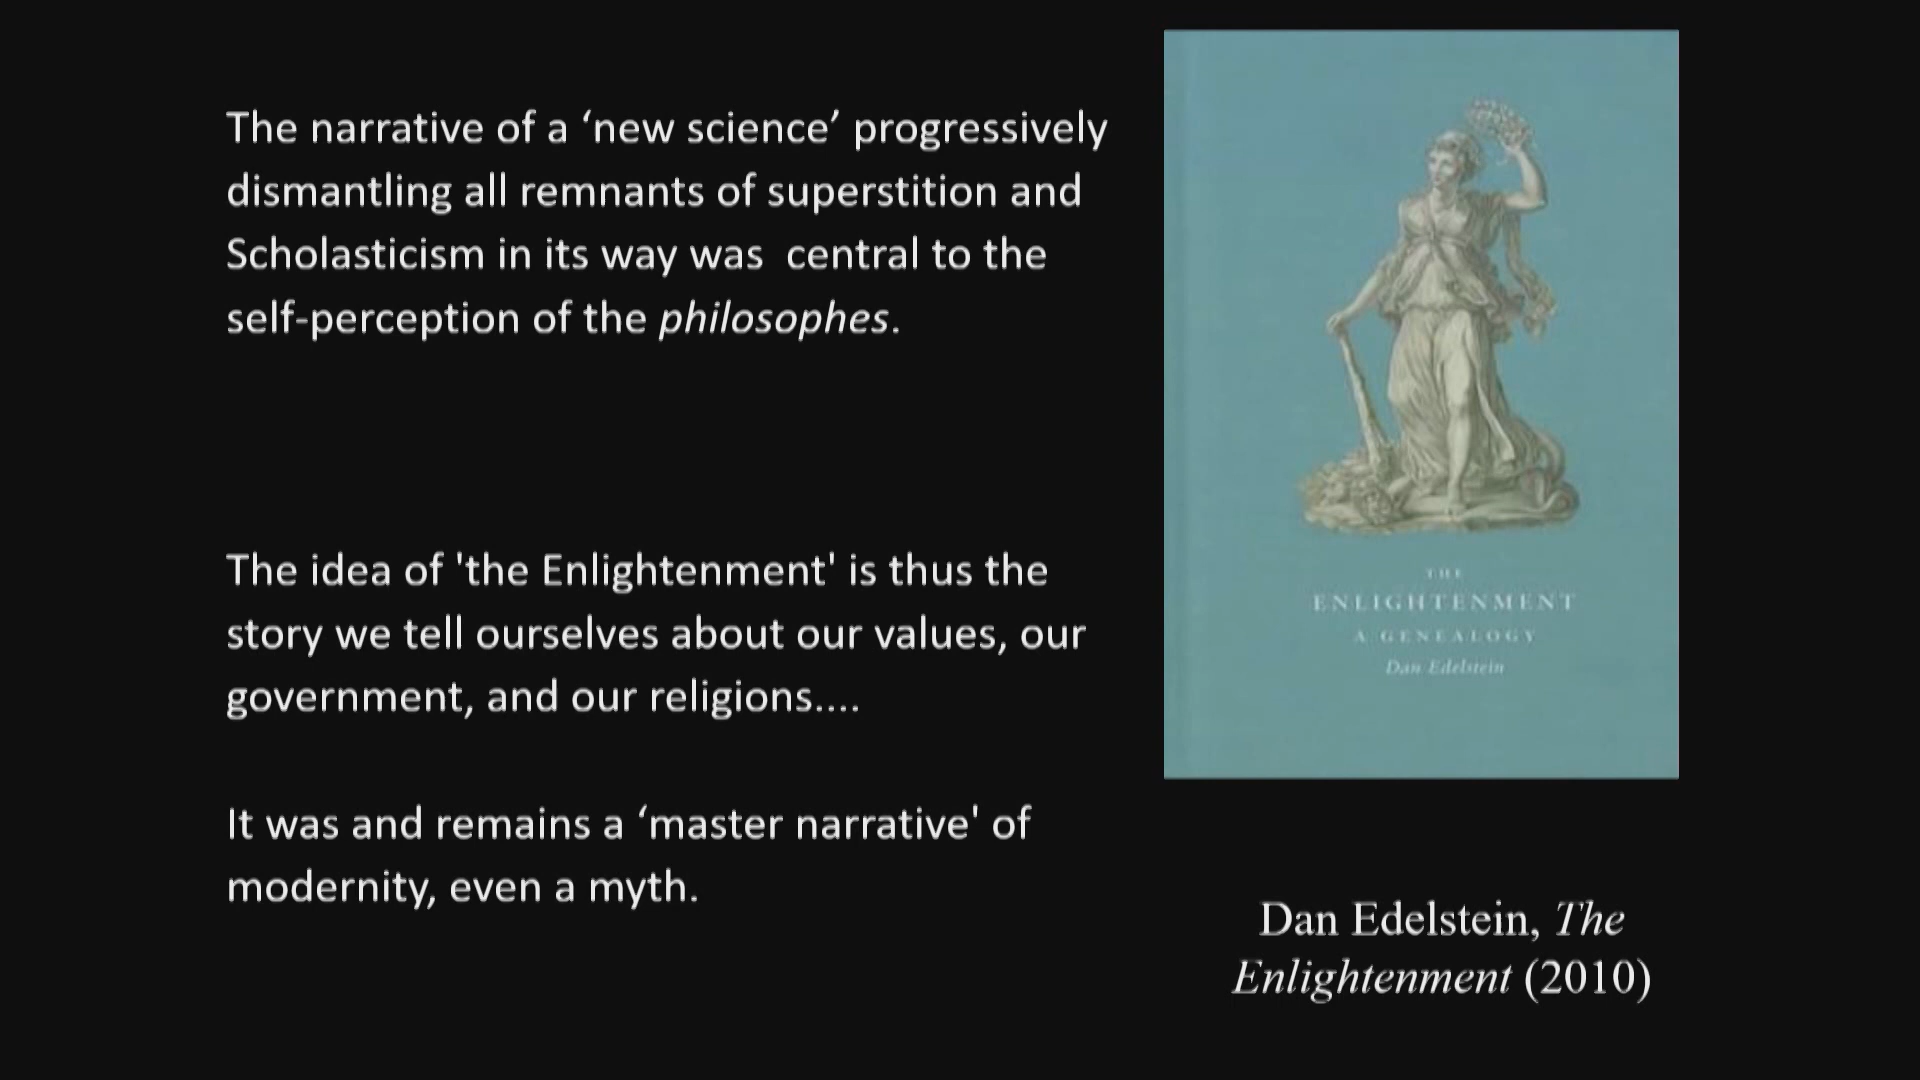 The narrative of a ‘new science’ progressively
dismantling all remnants of superstition and
Scholasticism in its way was  central to the
self-perception of the philosophes.
The idea of 'the Enlightenment' is thus the
story we tell ourselves about our values, our
government, and our religions....
It was and remains a ‘master narrative' of
modernity, even a myth.
THE
ENLIGHTENMENT
A GENEALOGY
Dan Edelstein
Dan Edelstein, The
Enlightenment (2010)